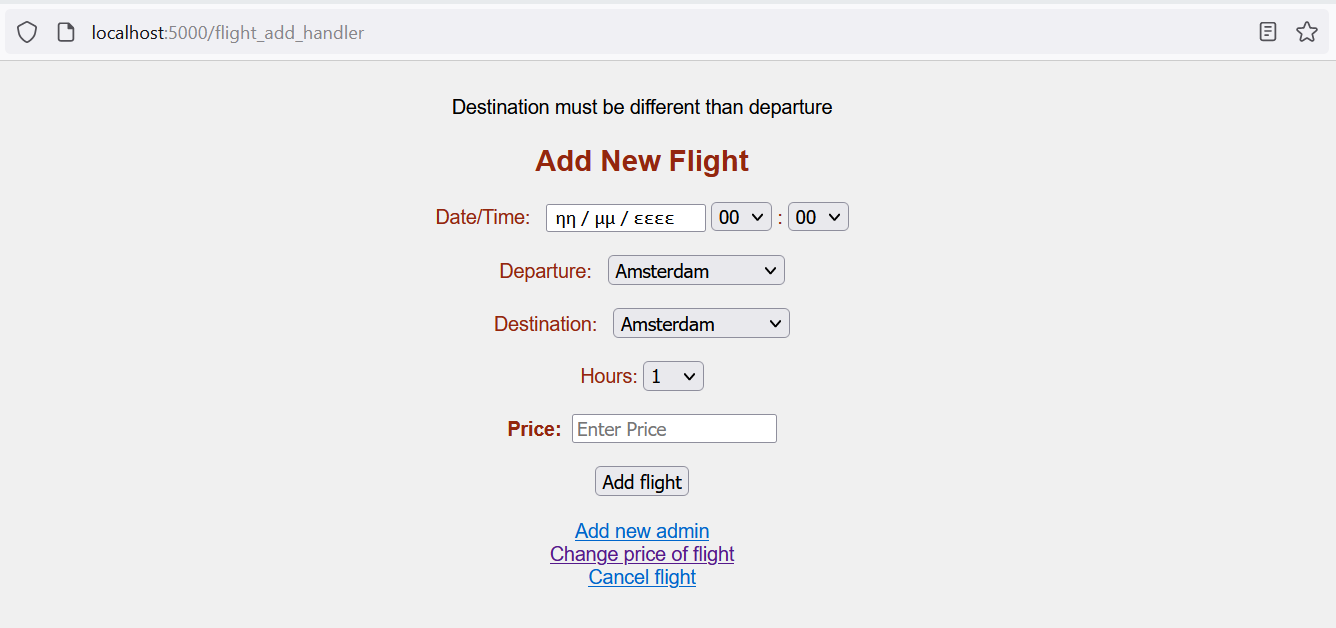 localhost:5000/flight_add_handler
Destination must be different than departure
Add New Flight
Date/Time: ηη / μμ / εεεε 00 : 00
Departure: Amsterdam
Destination: Amsterdam
Hours: 1
Price: Enter Price
Add flight
Add new admin
Change price of flight
Cancel flight